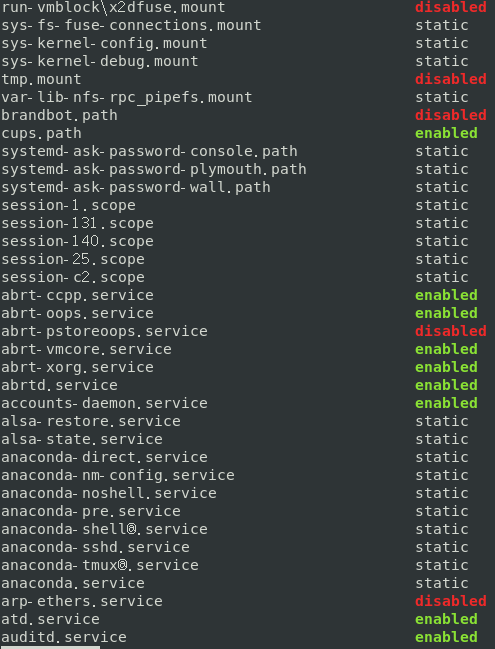 run-vmblock\x2dfuse.mount disabled
sys-fs-fuse-connections.mount static
sys-kernel-config.mount static
sys-kernel-debug.mount static
tmp.mount disabled
var-lib-nfs-rpc_pipefs.mount static
brandbot.path disabled
cups.path enabled
systemd-ask-password-console.path static
systemd-ask-password-plymouth.path static
systemd-ask-password-wall.path static
session-1.scope static
session-131.scope static
session-140.scope static
session-25.scope static
session-c2.scope static
abrt-ccpp.service enabled
abrt-oops.service enabled
abrt-pstoreoops.service disabled
abrt-vmcore.service enabled
abrt-xorg.service enabled
abrtd.service enabled
accounts-daemon.service enabled
alsa-restore.service static
alsa-state.service static
anaconda-direct.service static
anaconda-nm-config.service static
anaconda-noshell.service static
anaconda-pre.service static
anaconda-shell@.service static
anaconda-sshd.service static
anaconda-tmux@.service static
anaconda.service static
arp-ethers.service disabled
atd.service enabled
auditd.service enabled